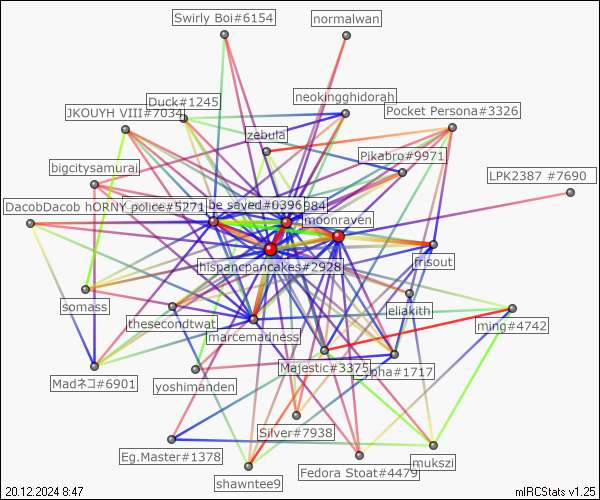 Swirly Boi#6154
normalwan
neokingghidorah
Duck#1245
JKOUYH VIII#7034
Pocket Persona#3326
zebula
Pikabro#9971
bigcitysamurai
LPK2387 #7690
DacobDacob hORNY police#5271
be saved#0396
984
moonraven
frisout
hispancpancakes#2928
somass
eliakith
thesecondtwat
ming#4742
marcemadness
Majestic#3375
pha#1717
Madネコ#6901
yoshimanden
Silver#7938
Eg.Master#1378
mukszi
Fedora Stoat#4479
shawntee9
20.12.2024 8:47
mIRCStats v1.25